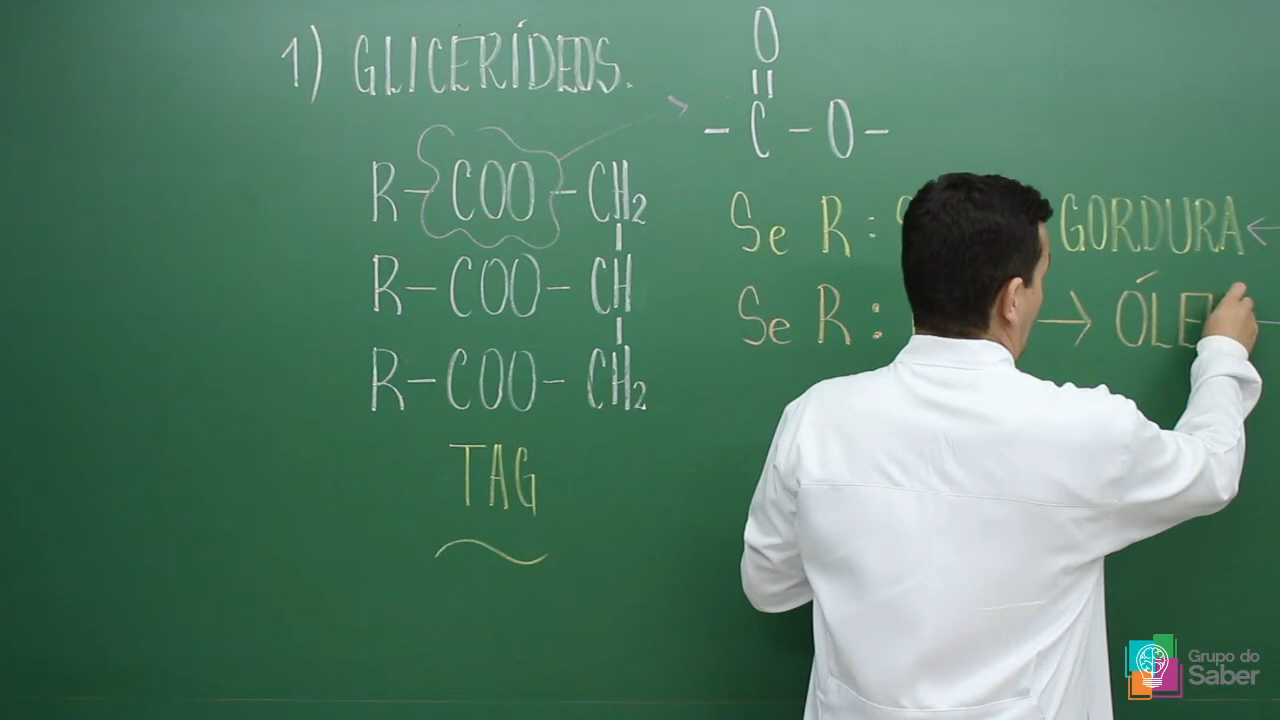 1) GLICERÍDEOS.
O
||
- C - O -
R - COO - CH2
|
R - COO - CH
|
R - COO - CH2
TAG
Se R : GORDURA ←
Se R : → ÓLE
Grupo do
Saber